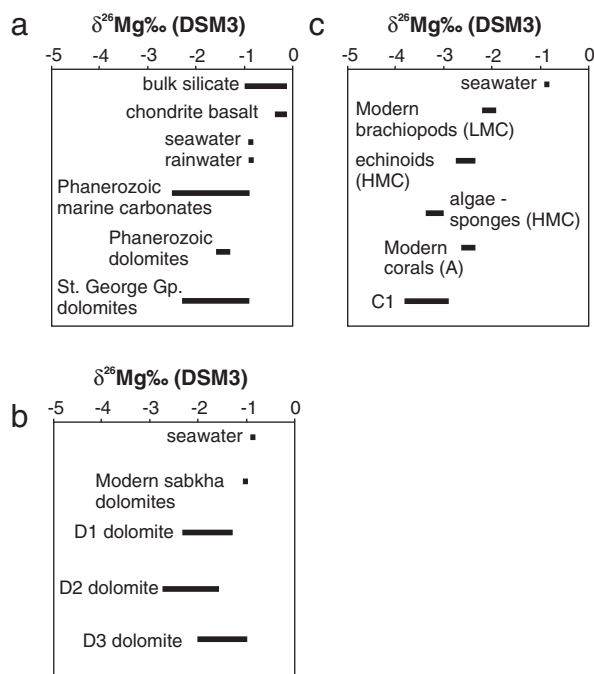 a
δ²⁶Mg‰ (DSM3)
-5 -4 -3 -2 -1 0
bulk silicate
chondrite basalt
seawater
rainwater
Phanerozoic
marine carbonates
Phanerozoic
dolomites
St. George Gp.
dolomites
c
δ²⁶Mg‰ (DSM3)
-5 -4 -3 -2 -1 0
seawater
Modern
brachiopods (LMC)
echinoids
(HMC)
algae -
sponges (HMC)
Modern
corals (A)
C1
b
δ²⁶Mg‰ (DSM3)
-5 -4 -3 -2 -1 0
seawater
Modern sabkha
dolomites
D1 dolomite
D2 dolomite
D3 dolomite